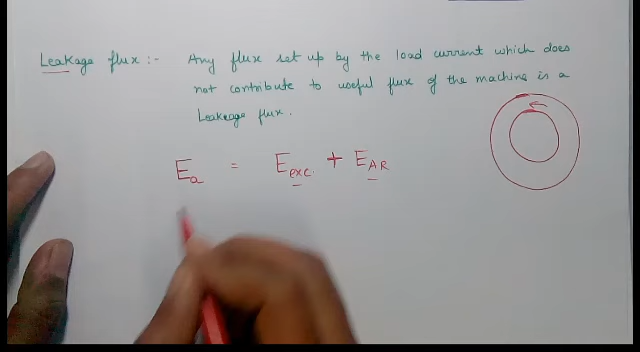 Leakage flux :- Any flux set up by the load current which does
not contribute to useful flux of the machine is a
Leakage flux.
Ea = Eexc. + EAR